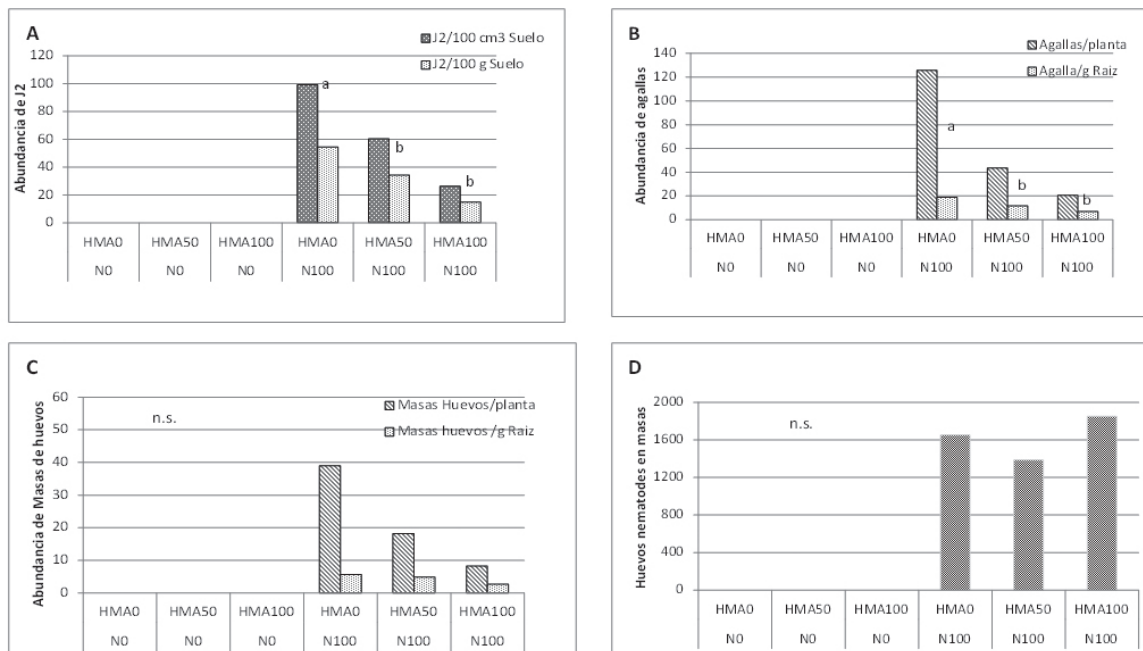 A
J2/100 cm3 Suelo
J2/100 g Suelo
Abundancia de J2
120
100
80
60
40
20
0
a
b
b
HMA0 HMA50 HMA100 HMA0 HMA50 HMA100
N0 N0 N0 N100 N100 N100
B
Agallas/planta
Agalla/g Raiz
Abundancia de agallas
140
120
100
80
60
40
20
0
a
b
b
HMA0 HMA50 HMA100 HMA0 HMA50 HMA100
N0 N0 N0 N100 N100 N100
C
Masas Huevos/planta
Masas huevos /g Raiz
Abundancia de Masas de huevos
60
50
40
30
20
10
0
n.s.
HMA0 HMA50 HMA100 HMA0 HMA50 HMA100
N0 N0 N0 N100 N100 N100
D
Huevos nematodes en masas
2000
1600
1200
800
400
0
n.s.
HMA0 HMA50 HMA100 HMA0 HMA50 HMA100
N0 N0 N0 N100 N100 N100